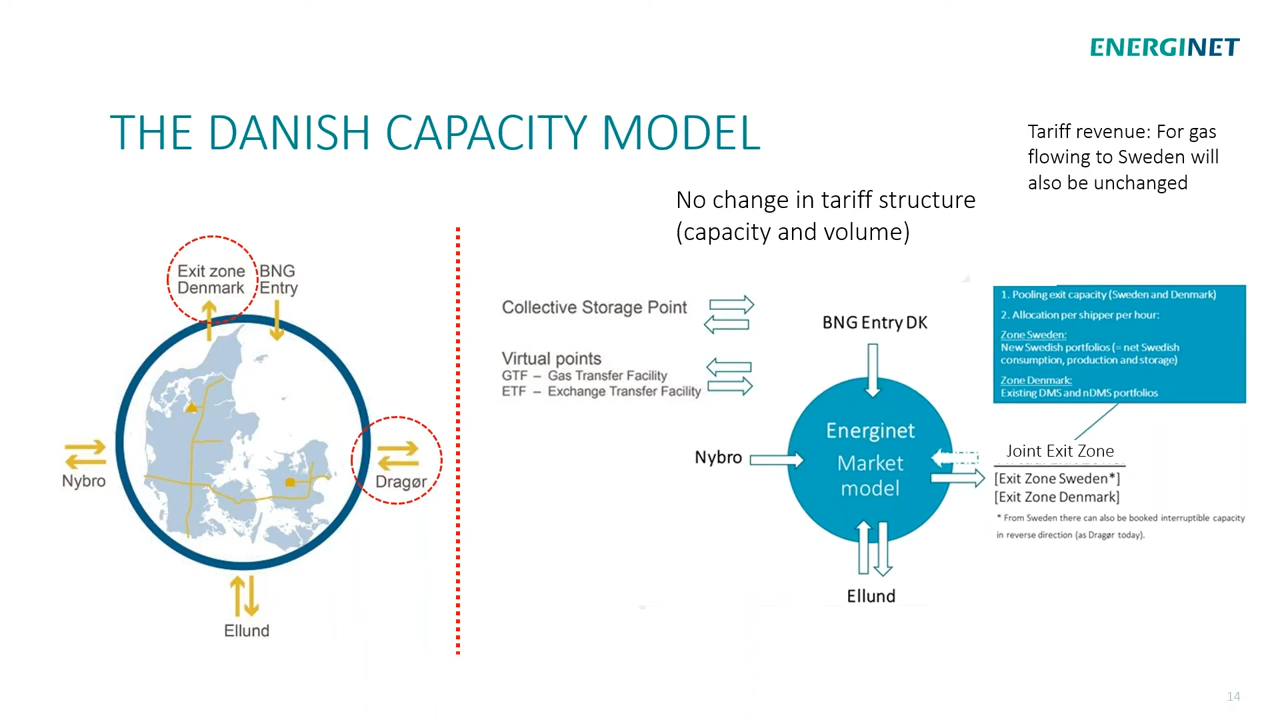 ENERGINET
THE DANISH CAPACITY MODEL
Tariff revenue: For gas
flowing to Sweden will
also be unchanged
No change in tariff structure
(capacity and volume)
Exit zone
Denmark
BNG
Entry
Nybro
Dragør
Ellund
Collective Storage Point
Virtual points
GTF – Gas Transfer Facility
ETF – Exchange Transfer Facility
BNG Entry DK
Nybro
Energinet
Market
model
Ellund
1. Pooling exit capacity (Sweden and Denmark)
2. Allocation per shipper per hour:
Zone Sweden:
New Swedish portfolios (= net Swedish
consumption, production and storage)
Zone Denmark:
Existing DMS and nDMS portfolios
Joint Exit Zone
[Exit Zone Sweden*]
[Exit Zone Denmark]
* From Sweden there can also be booked interruptible capacity
in reverse direction (as Dragør today).
14